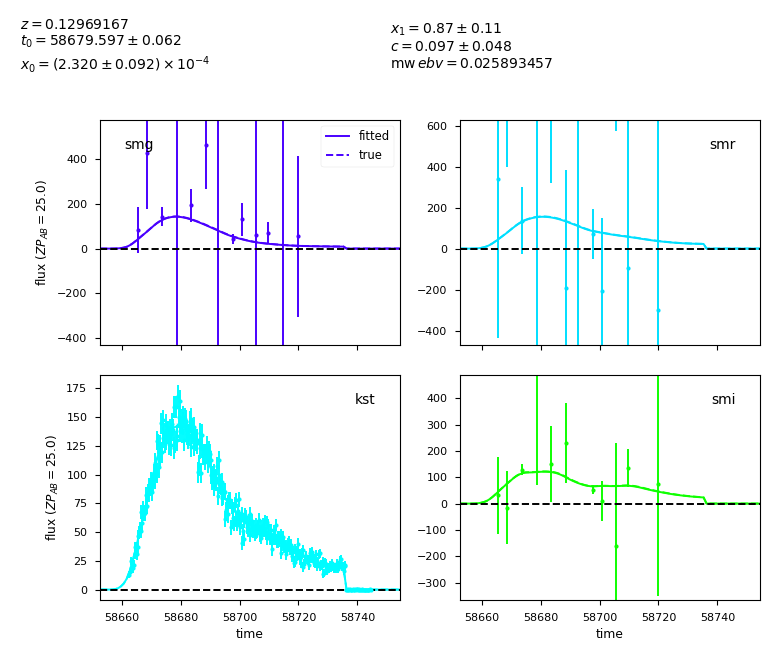 z = 0.12969167
t₀ = 58679.597 ± 0.062
x₀ = (2.320 ± 0.092) × 10⁻⁴
x₁ = 0.87 ± 0.11
c = 0.097 ± 0.048
mw ebv = 0.025893457
smg
fitted
true
400
200
0
−200
−400
flux (ZP_AB = 25.0)
smr
600
400
200
0
−200
−400
kst
175
150
125
100
75
50
25
0
flux (ZP_AB = 25.0)
58660 58680 58700 58720 58740
time
smi
400
300
200
100
0
−100
−200
−300
58660 58680 58700 58720 58740
time